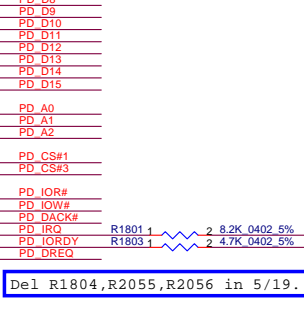 PD_D9
PD_D10
PD_D11
PD_D12
PD_D13
PD_D14
PD_D15
PD_A0
PD_A1
PD_A2
PD_CS#1
PD_CS#3
PD_IOR#
PD_IOW#
PD_DACK#
PD_IRQ R1801 1 2 8.2K_0402_5%
PD_IORDY R1803 1 2 4.7K_0402_5%
PD_DREQ
Del R1804,R2055,R2056 in 5/19.